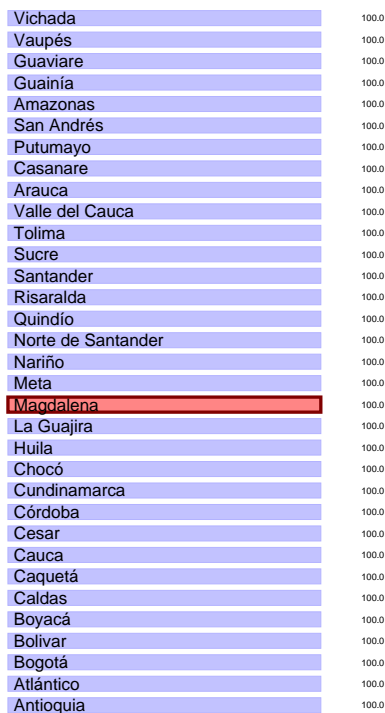 Vichada 100.0
Vaupés 100.0
Guaviare 100.0
Guainía 100.0
Amazonas 100.0
San Andrés 100.0
Putumayo 100.0
Casanare 100.0
Arauca 100.0
Valle del Cauca 100.0
Tolima 100.0
Sucre 100.0
Santander 100.0
Risaralda 100.0
Quindío 100.0
Norte de Santander 100.0
Nariño 100.0
Meta 100.0
Magdalena 100.0
La Guajira 100.0
Huila 100.0
Chocó 100.0
Cundinamarca 100.0
Córdoba 100.0
Cesar 100.0
Cauca 100.0
Caquetá 100.0
Caldas 100.0
Boyacá 100.0
Bolivar 100.0
Bogotá 100.0
Atlántico 100.0
Antioquia 100.0